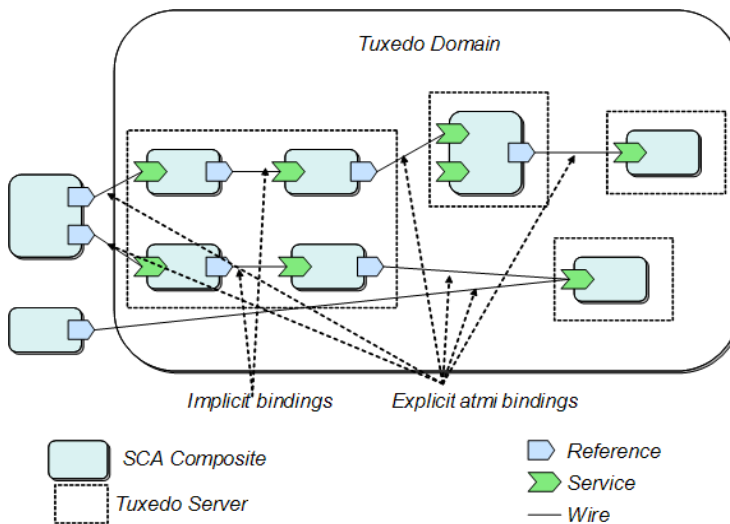 Tuxedo Domain
Implicit bindings
Explicit atmi bindings
SCA Composite
Tuxedo Server
Reference
Service
Wire